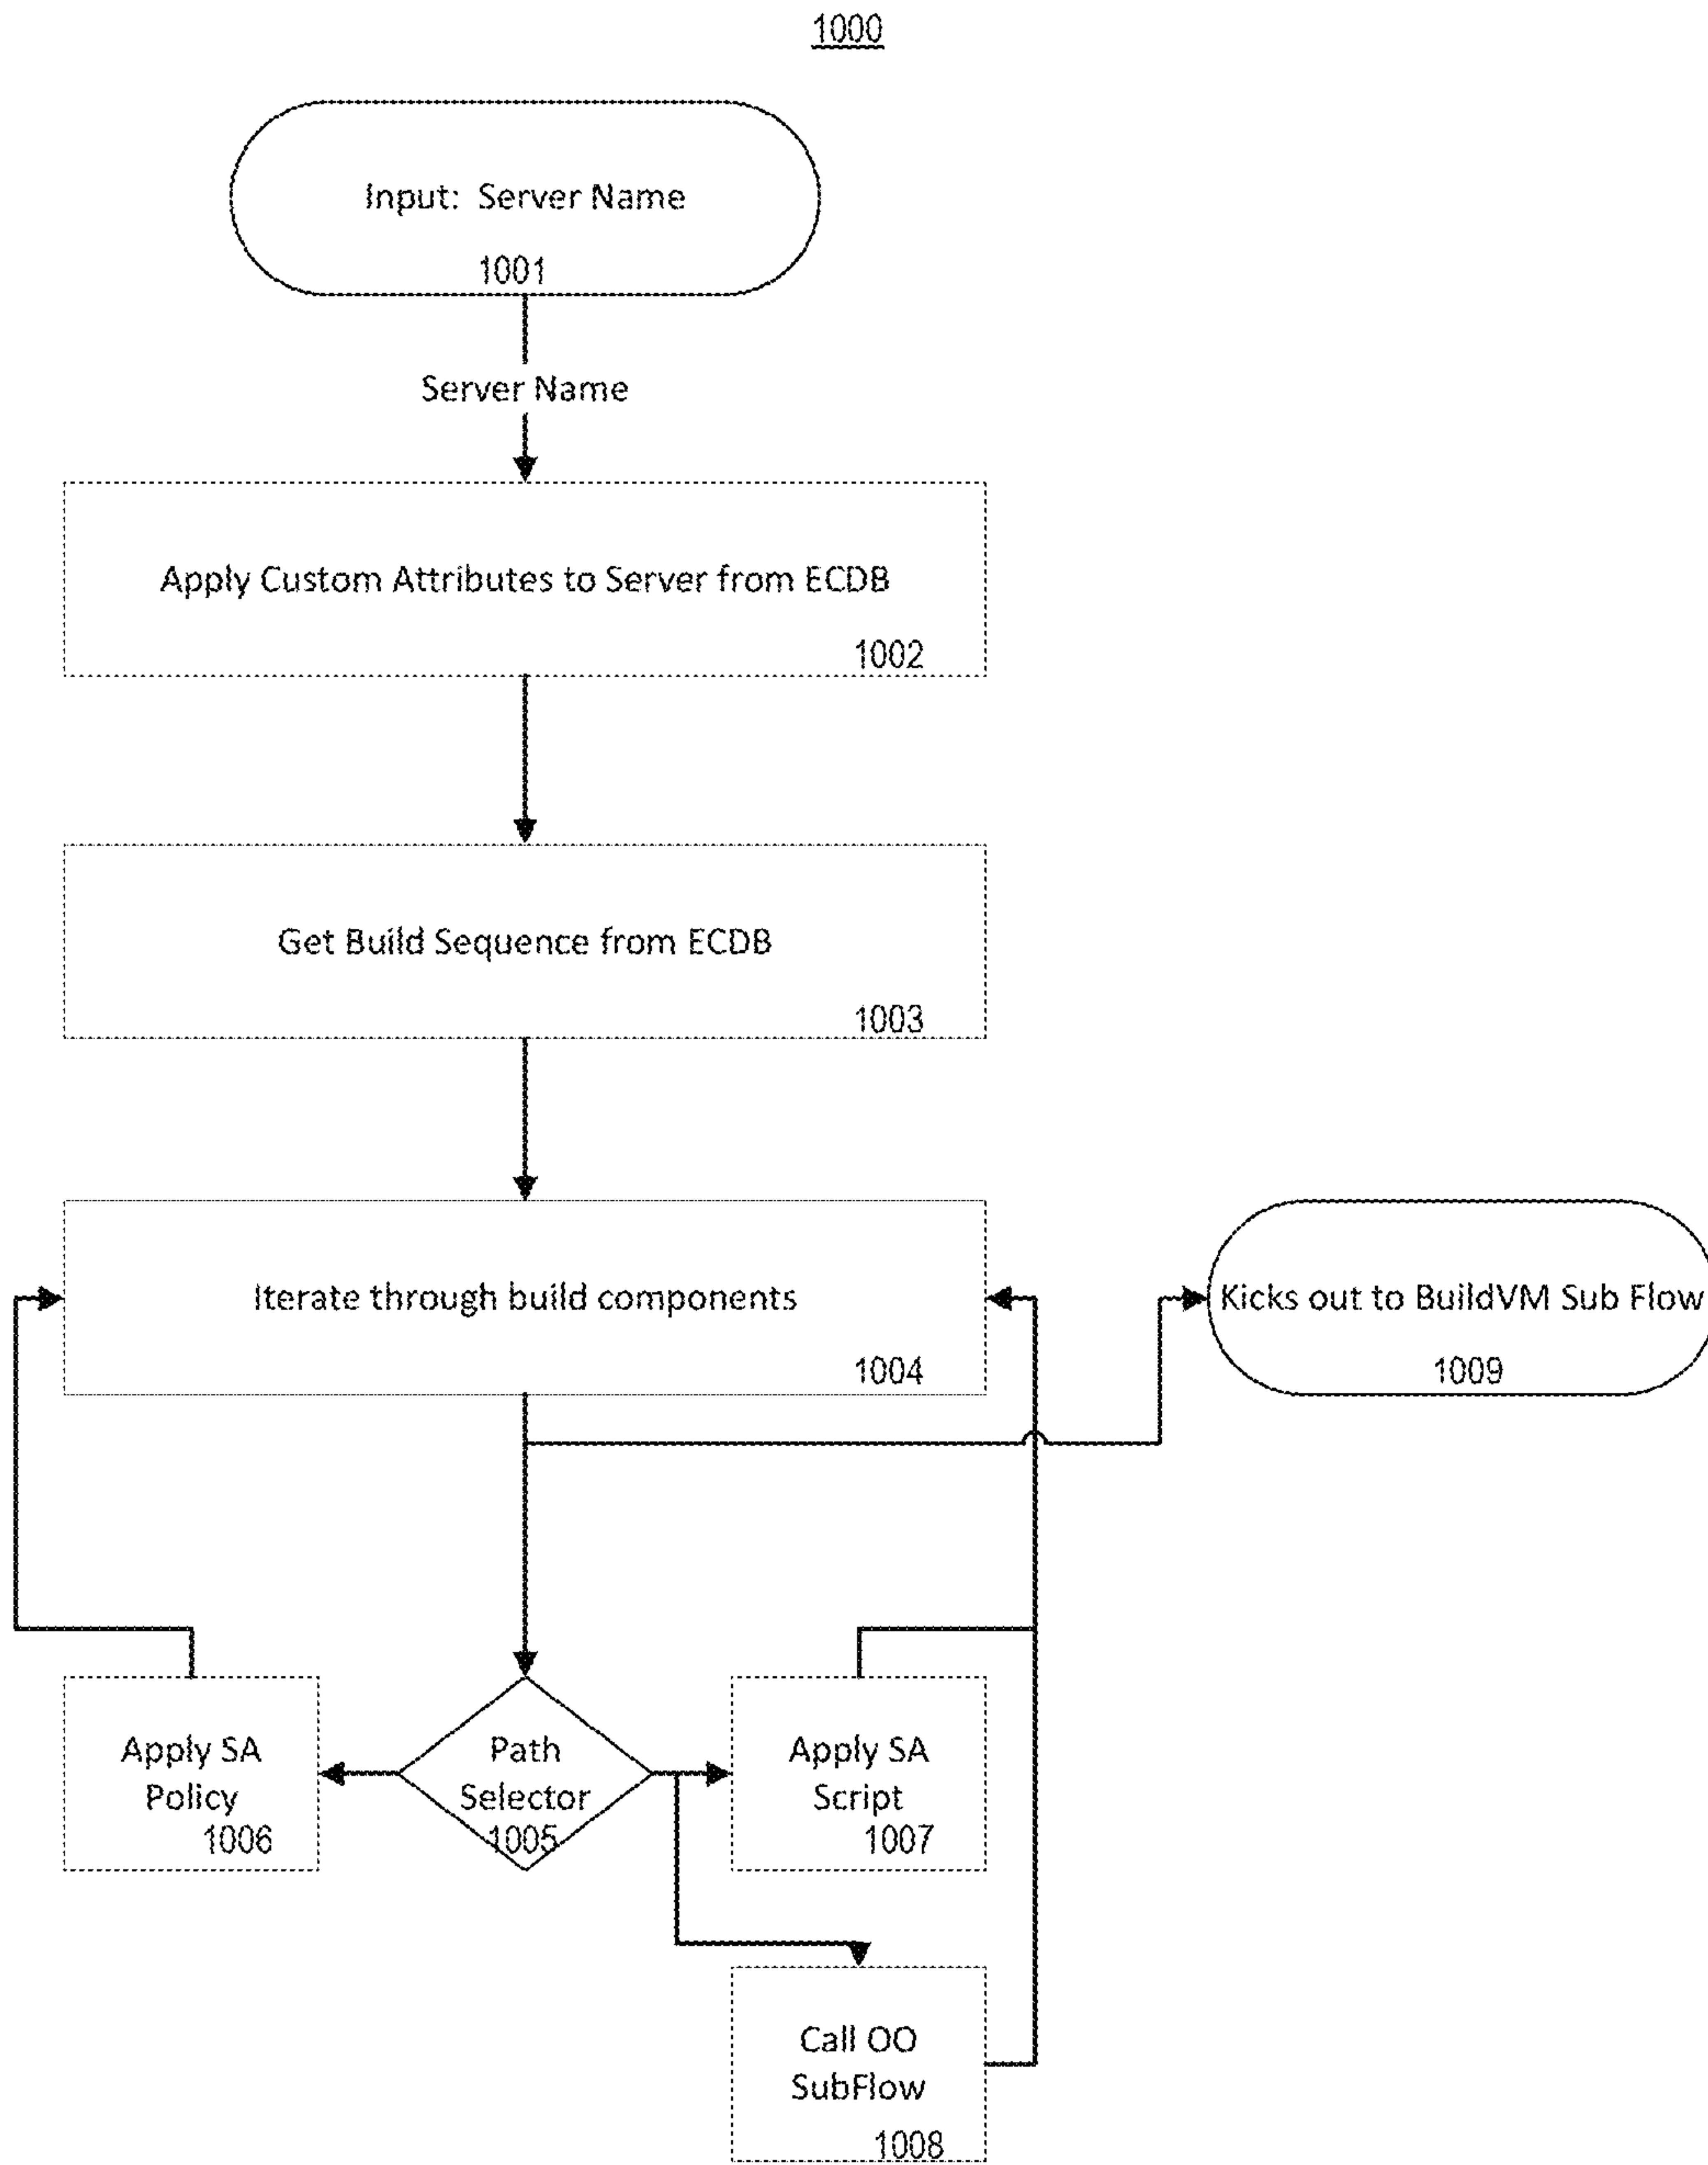 1000
Input: Server Name
1001
Server Name
Apply Custom Attributes to Server from ECDB
1002
Get Build Sequence from ECDB
1003
Iterate through build components
1004
Kicks out to BuildVM Sub Flow
1009
Apply SA
Policy
1006
Path
Selector
1005
Apply SA
Script
1007
Call OO
SubFlow
1008